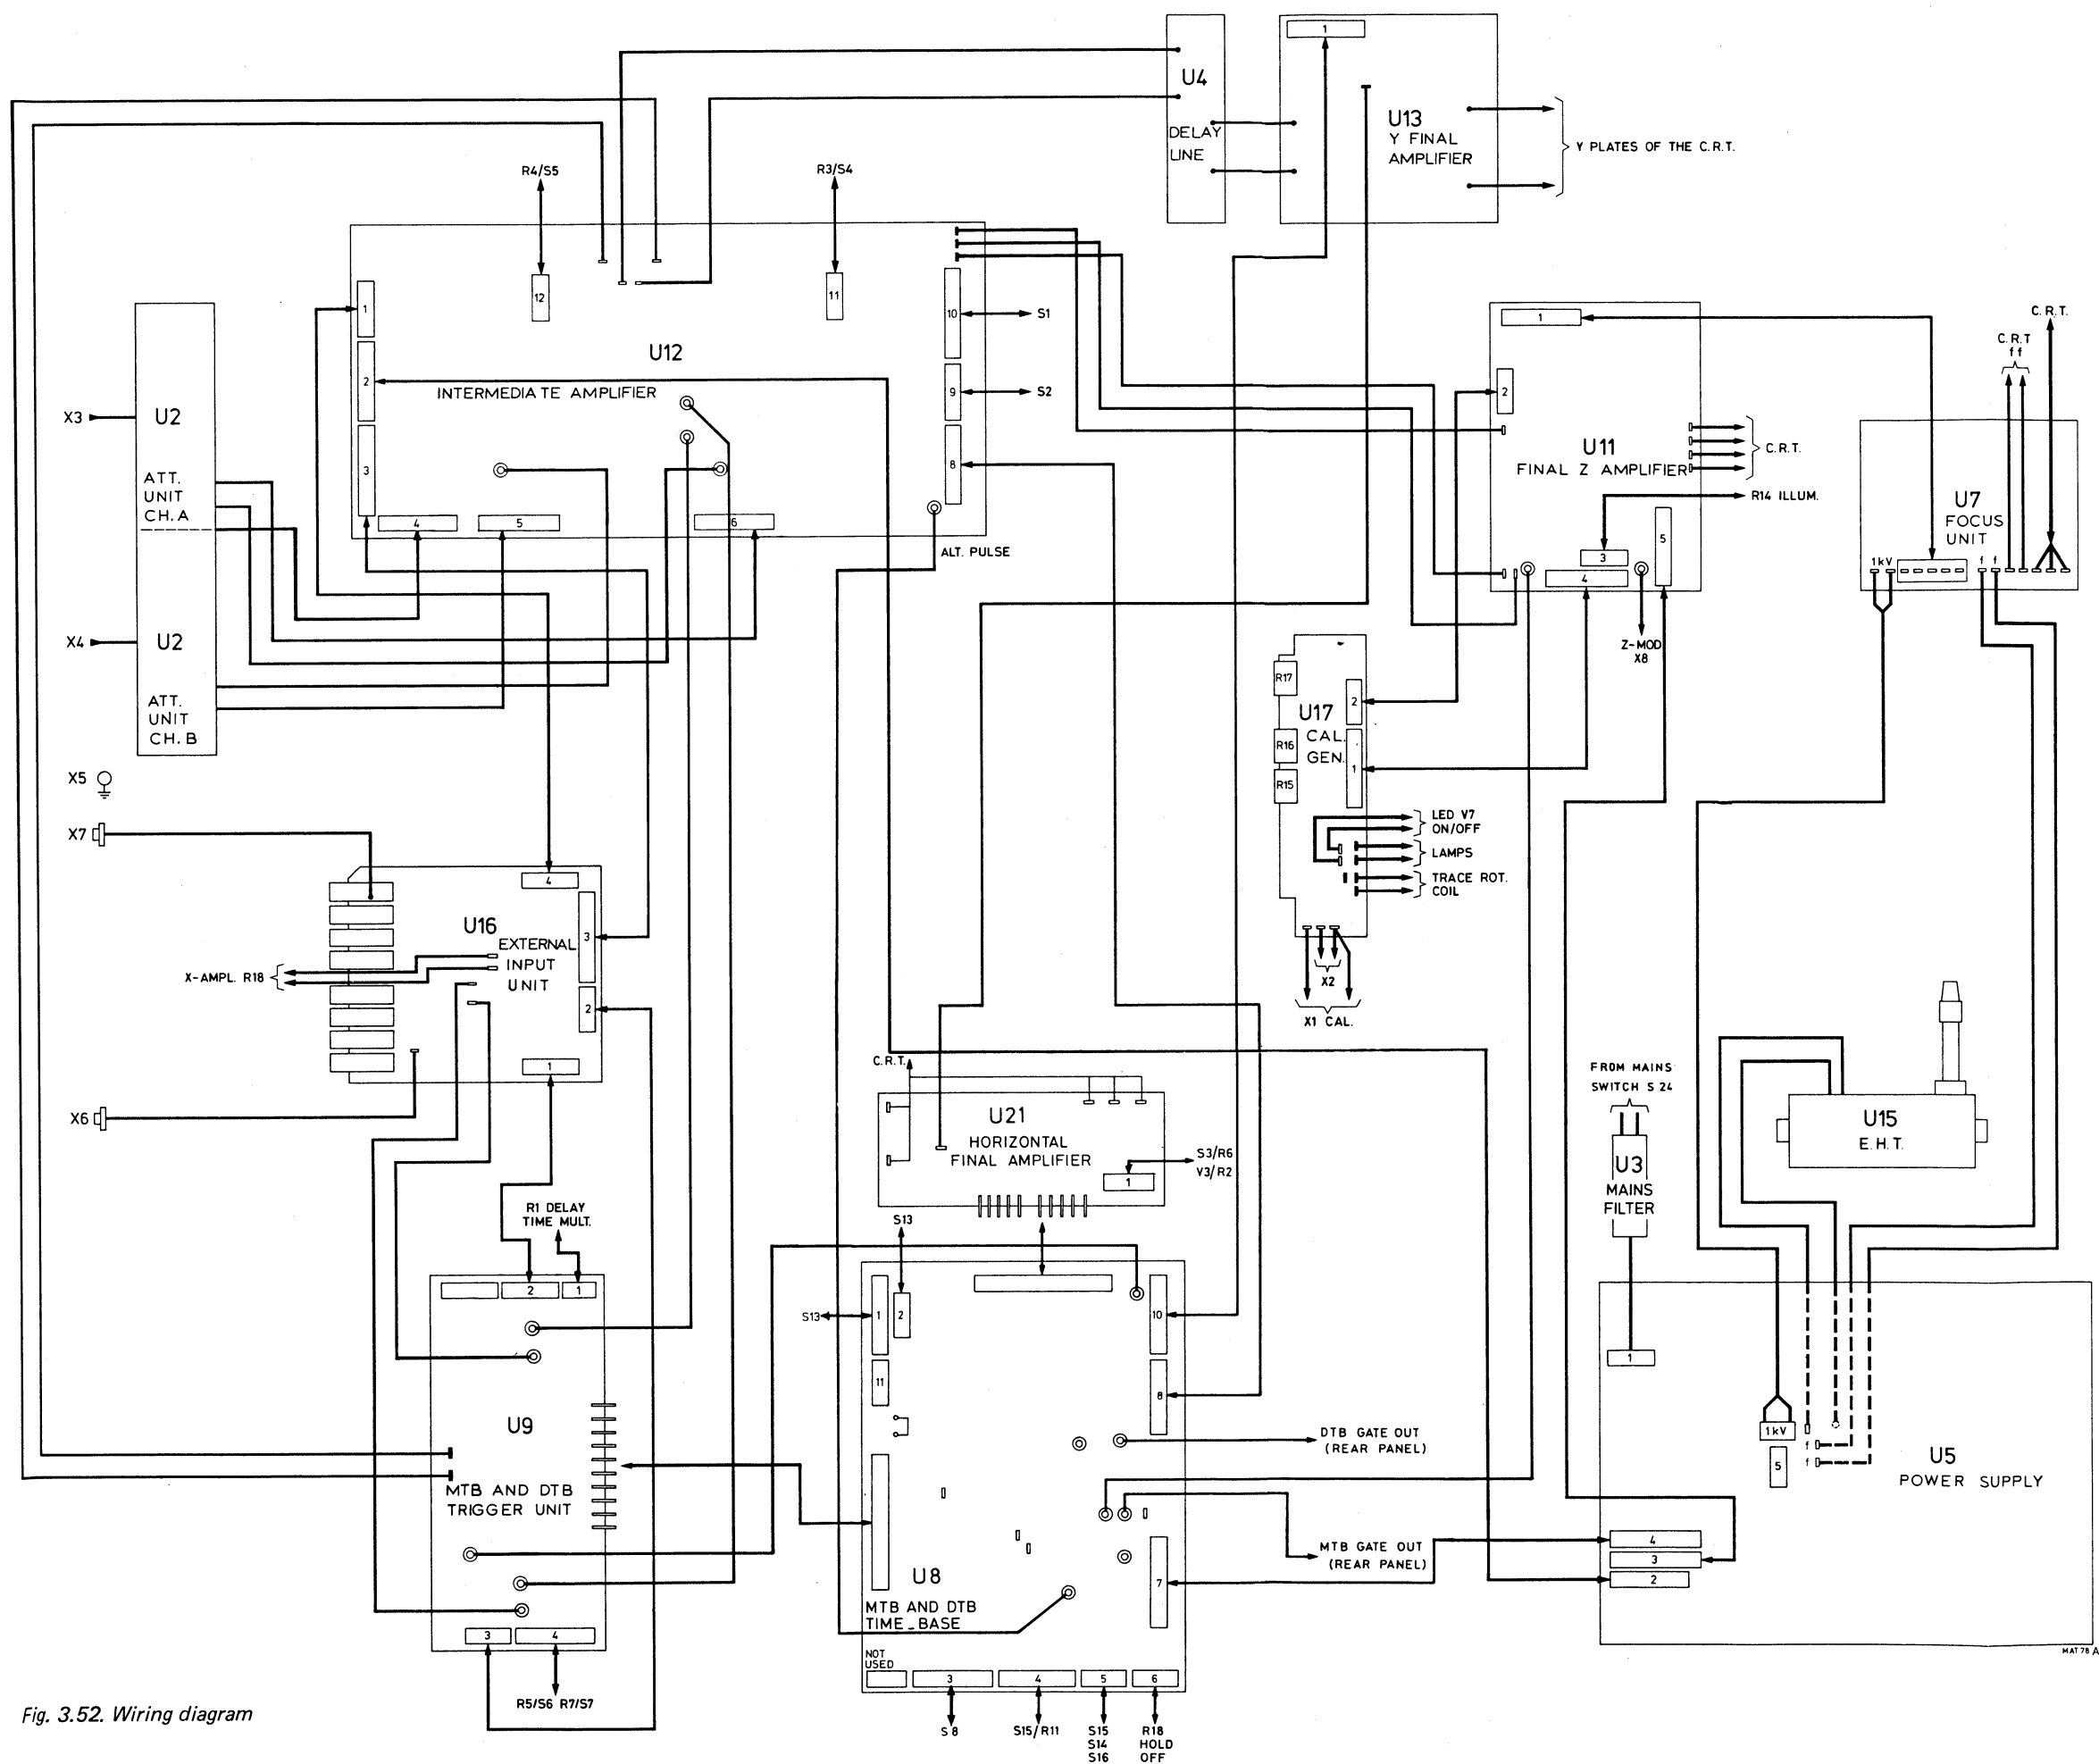 U4
DELAY
LINE
1
U13
Y FINAL
AMPLIFIER
Y PLATES OF THE C.R.T.
R4/S5
R3/S4
12
11
1
2
3
4
5
6
10
9
8
S1
S2
U12
INTERMEDIATE AMPLIFIER
ALT. PULSE
X3
U2
ATT.
UNIT
CH.A
X4
U2
ATT.
UNIT
CH.B
X5
X7
1
2
U11
FINAL Z AMPLIFIER
C.R.T.
R14 ILLUM.
3
4
5
Z-MOD
X8
C.R.T.
C.R.T
f f
U7
FOCUS
UNIT
1kV
f f
R17
U17
CAL.
GEN.
R16
R15
2
1
LED V7
ON/OFF
LAMPS
TRACE ROT.
COIL
X2
X1 CAL.
4
U16
EXTERNAL
INPUT
UNIT
3
2
1
X-AMPL. R18
X6
C.R.T.
U21
HORIZONTAL
FINAL AMPLIFIER
1
S3/R6
V3/R2
FROM MAINS
SWITCH S 24
U3
MAINS
FILTER
U15
E.H.T.
R1 DELAY
TIME MULT.
2
1
U9
MTB AND DTB
TRIGGER UNIT
3
4
R5/S6 R7/S7
S13
S13
1
2
11
10
8
7
DTB GATE OUT
(REAR PANEL)
MTB GATE OUT
(REAR PANEL)
U8
MTB AND DTB
TIME_BASE
NOT
USED
3
4
5
6
S8
S15/R11
S15
S14
S16
R18
HOLD
OFF
1
1kV
5
f
f
U5
POWER SUPPLY
4
3
2
MAT 78 A
Fig. 3.52. Wiring diagram